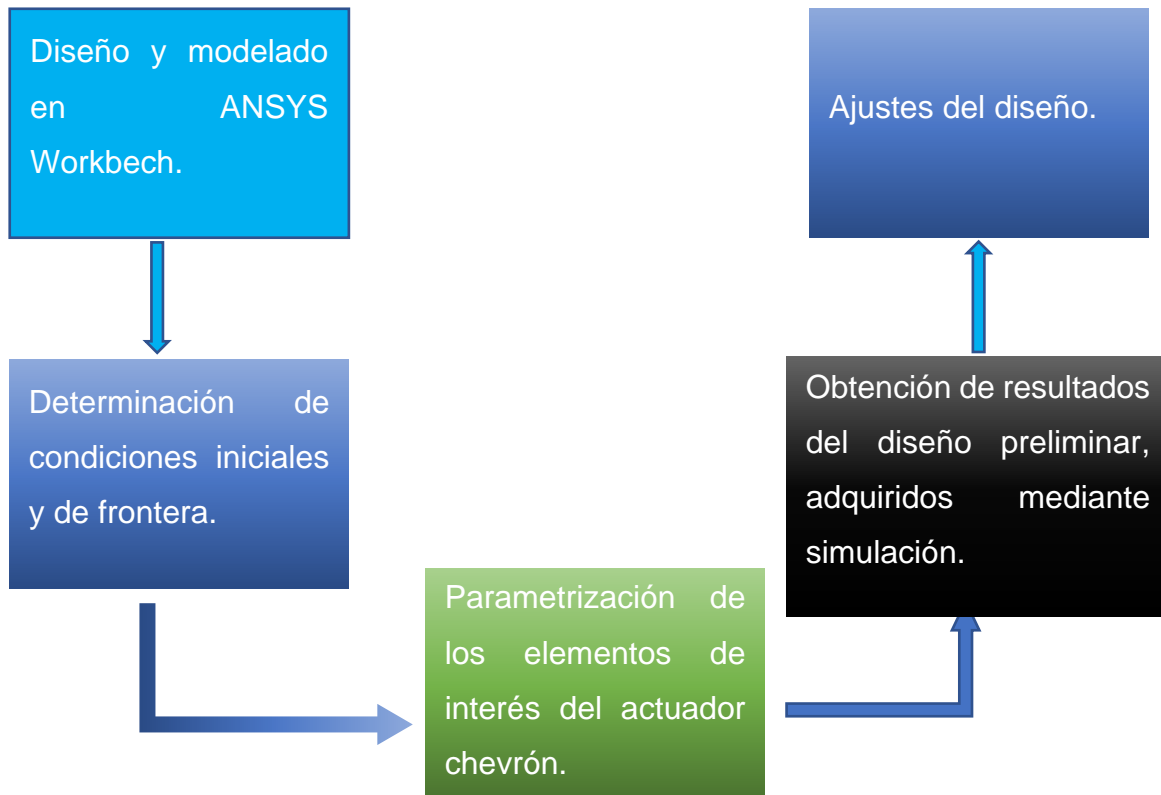 Diseño y modelado
en ANSYS
Workbech.
Determinación de
condiciones iniciales
y de frontera.
Parametrización de
los elementos de
interés del actuador
chevrón.
Obtención de resultados
del diseño preliminar,
adquiridos mediante
simulación.
Ajustes del diseño.